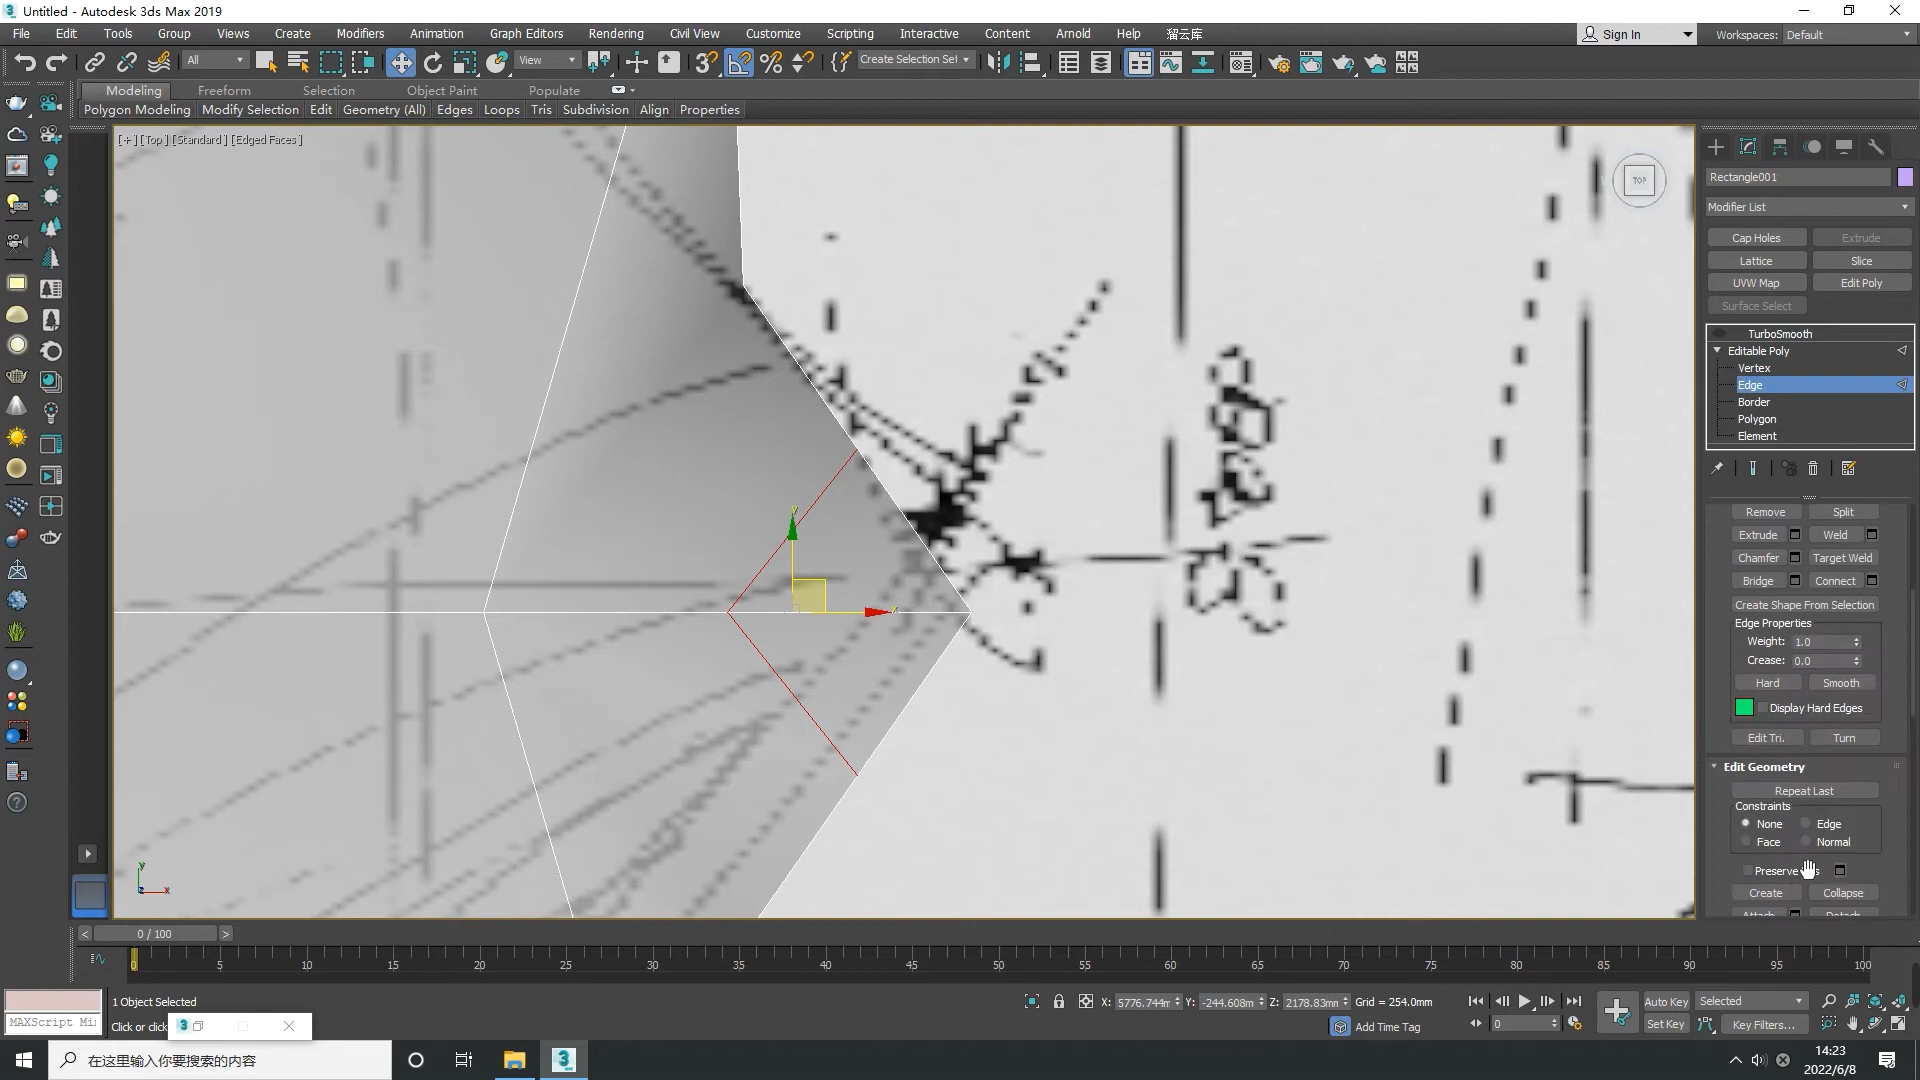 Untitled - Autodesk 3ds Max 2019
File Edit Tools Group Views Create Modifiers Animation Graph Editors Rendering Civil View Customize Scripting Interactive Content Arnold Help 溜云库 Sign In Workspaces: Default
All View Create Selection Set
Modeling Freeform Selection Object Paint Populate
Polygon Modeling Modify Selection Edit Geometry (All) Edges Loops Tris Subdivision Align Properties
[+] [Top] [Standard] [Edged Faces]
TOP
Rectangle001
Modifier List
Cap Holes Extrude
Lattice Slice
UVW Map Edit Poly
Surface Select
TurboSmooth
Editable Poly
Vertex
Edge
Border
Polygon
Element
Remove Split
Extrude Weld
Chamfer Target Weld
Bridge Connect
Create Shape From Selection
Edge Properties
Weight: 1.0
Crease: 0.0
Hard Smooth
Display Hard Edges
Edit Tri. Turn
Edit Geometry
Repeat Last
Constraints
None Edge
Face Normal
Preserve
Create Collapse
Attach Detach
y
x
y
x
z
< 0 / 100 >
0 5 10 15 20 25 30 35 40 45 50 55 60 65 70 75 80 85 90 95 100
1 Object Selected
X: 5776.744m Y: -244.608m Z: 2178.83mm Grid = 254.0mm
Auto Key Selected
MAXScript Mi
Click or click
Add Time Tag
0
Set Key Key Filters...
在这里输入你要搜索的内容
14:23
2022/6/8